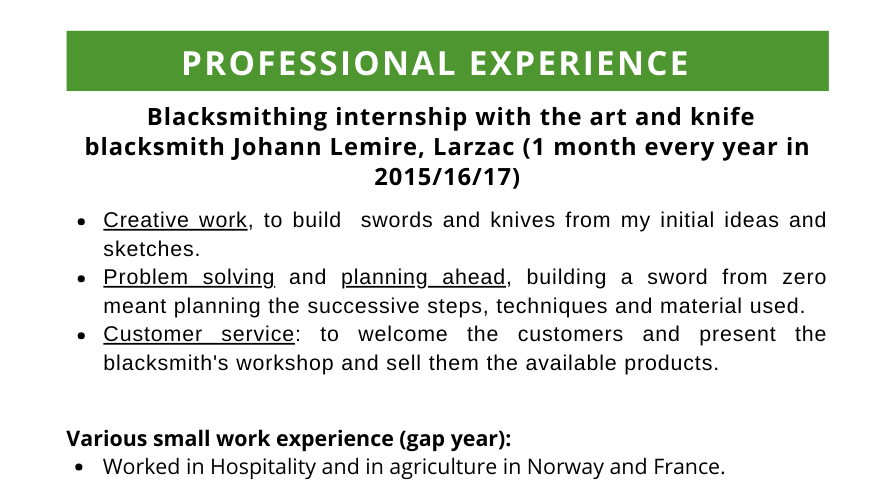 PROFESSIONAL EXPERIENCE
Blacksmithing internship with the art and knife
blacksmith Johann Lemire, Larzac (1 month every year in
2015/16/17)
• Creative work, to build swords and knives from my initial ideas and
sketches.
• Problem solving and planning ahead, building a sword from zero
meant planning the successive steps, techniques and material used.
• Customer service: to welcome the customers and present the
blacksmith's workshop and sell them the available products.
Various small work experience (gap year):
• Worked in Hospitality and in agriculture in Norway and France.